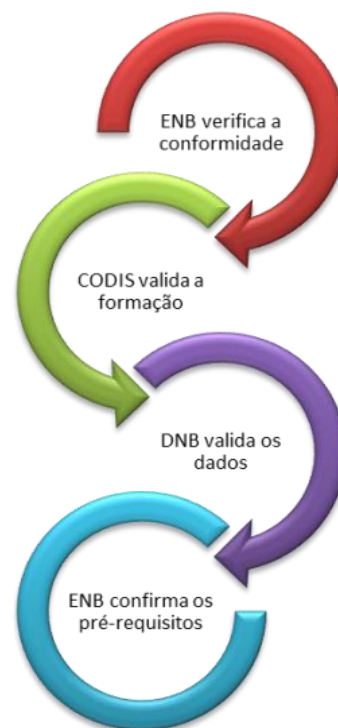 ENB verifica a
conformidade
CODIS valida a
formação
DNB valida os
dados
ENB confirma os
pré-requisitos